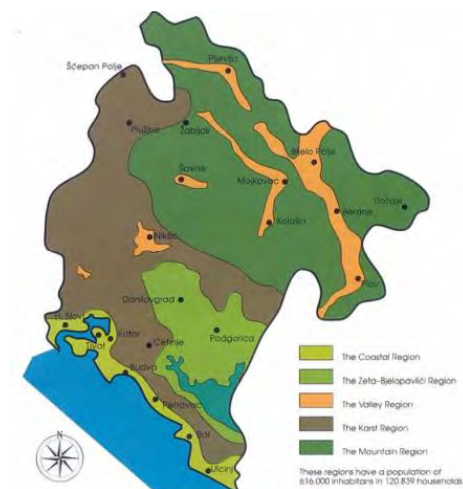 Pljevlja
Šćepan Polje
Plužine
Žabljak
Bijelo Polje
Šavnik
Mojkovac
Rožaje
Berane
Kolašin
Nikšić
Plav
Danilovgrad
H. Novi
Podgorica
Kotor
Tivat
Cetinje
Budva
Petrovac
Bar
Ulcinj
N
The Coastal Region
The Zeta-Bjelopavlići Region
The Valley Region
The Karst Region
The Mountain Region
These regions have a population of
616.000 inhabitans in 120.839 households